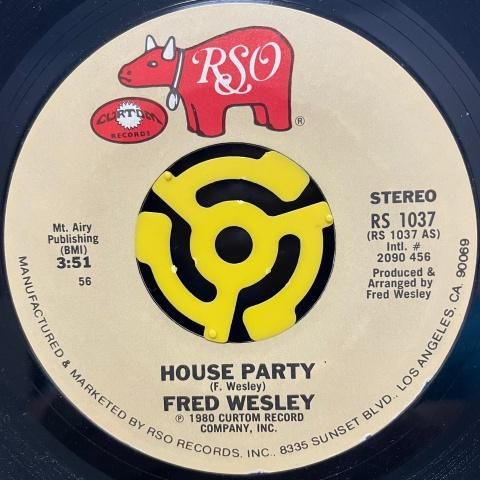 RSO
®
CURTOM
RECORDS
STEREO
RS 1037
(RS 1037 AS)
Intl. #
2090 456
Produced &
Arranged by
Fred Wesley
Mt. Airy
Publishing
(BMI)
3:51
56
HOUSE PARTY
(F. Wesley)
FRED WESLEY
℗ 1980 CURTOM RECORD
COMPANY, INC.
MANUFACTURED & MARKETED BY RSO RECORDS, INC., 8335 SUNSET BLVD., LOS ANGELES, CA. 90069